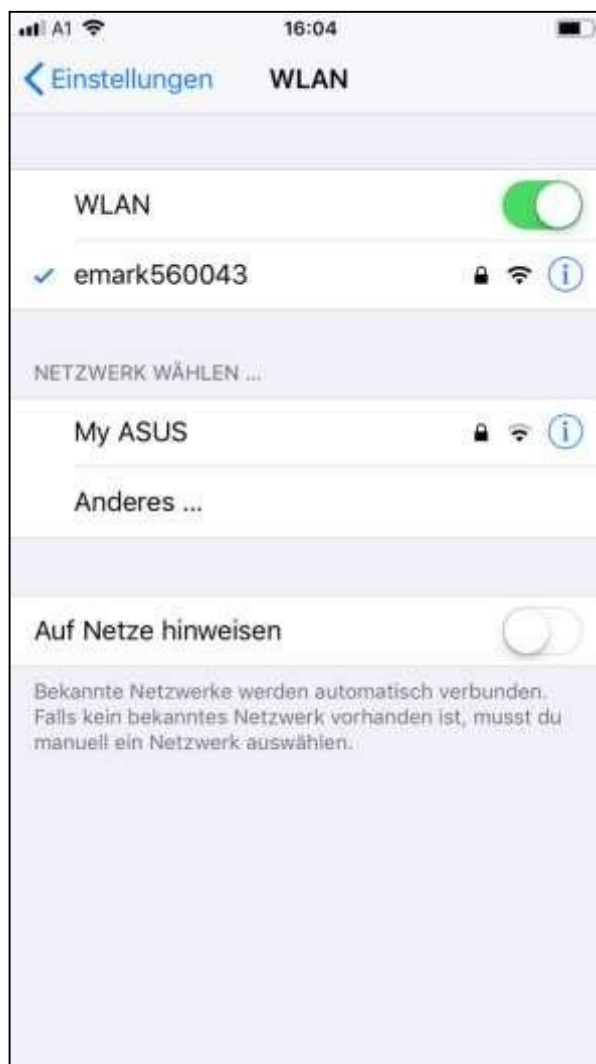 A1 16:04
Einstellungen WLAN
WLAN
emark560043
NETZWERK WÄHLEN ...
My ASUS
Anderes ...
Auf Netze hinweisen
Bekannte Netzwerke werden automatisch verbunden.
Falls kein bekanntes Netzwerk vorhanden ist, musst du
manuell ein Netzwerk auswählen.